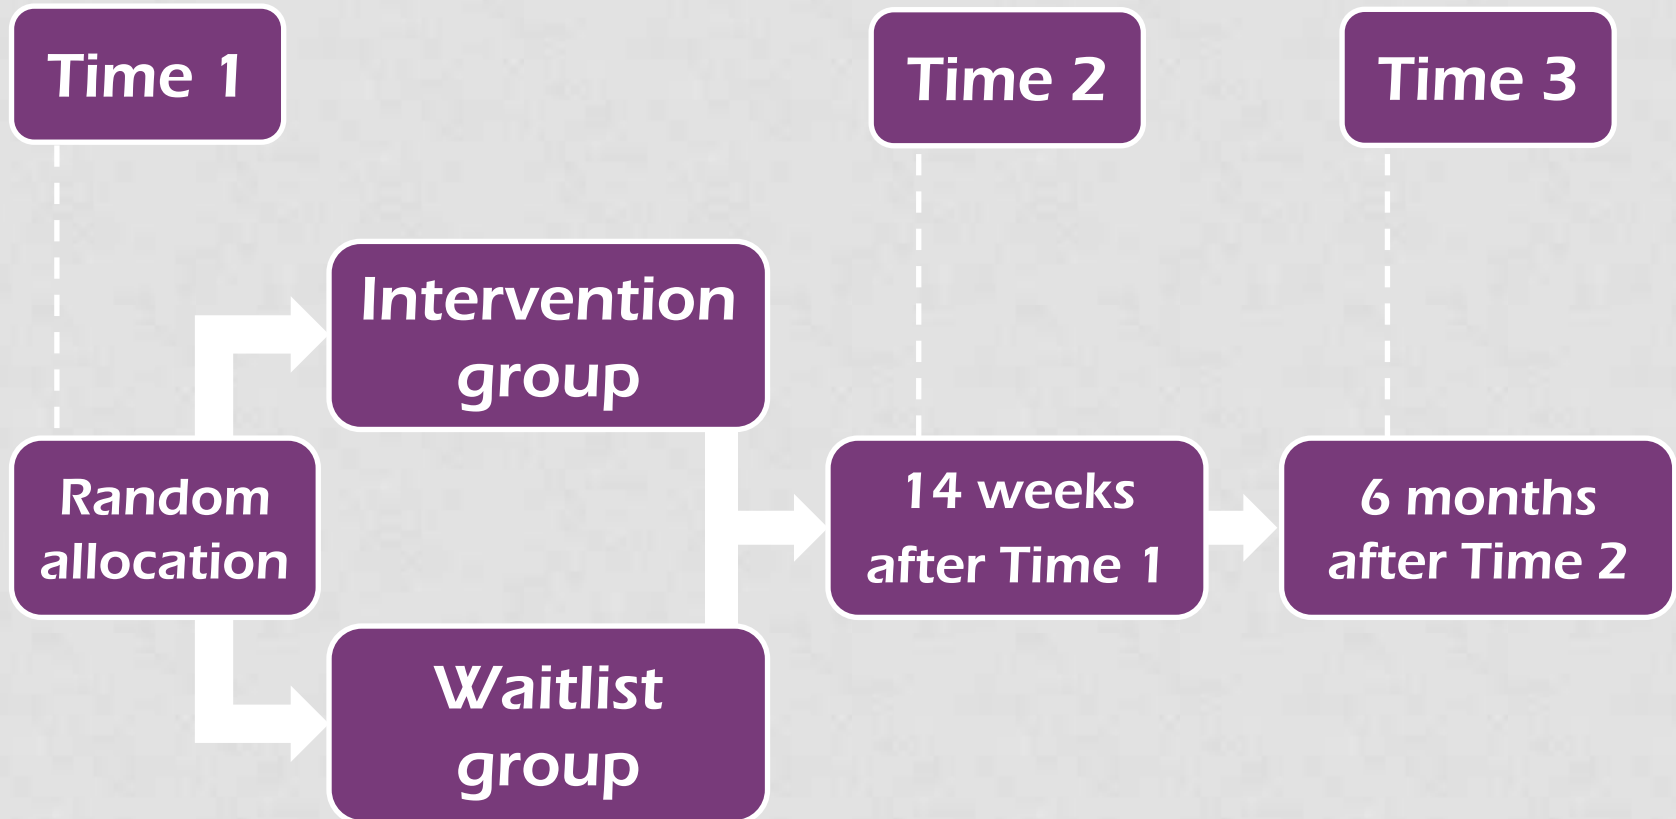 Time 1
Time 2
Time 3
Intervention
group
Random
allocation
14 weeks
after Time 1
6 months
after Time 2
Waitlist
group